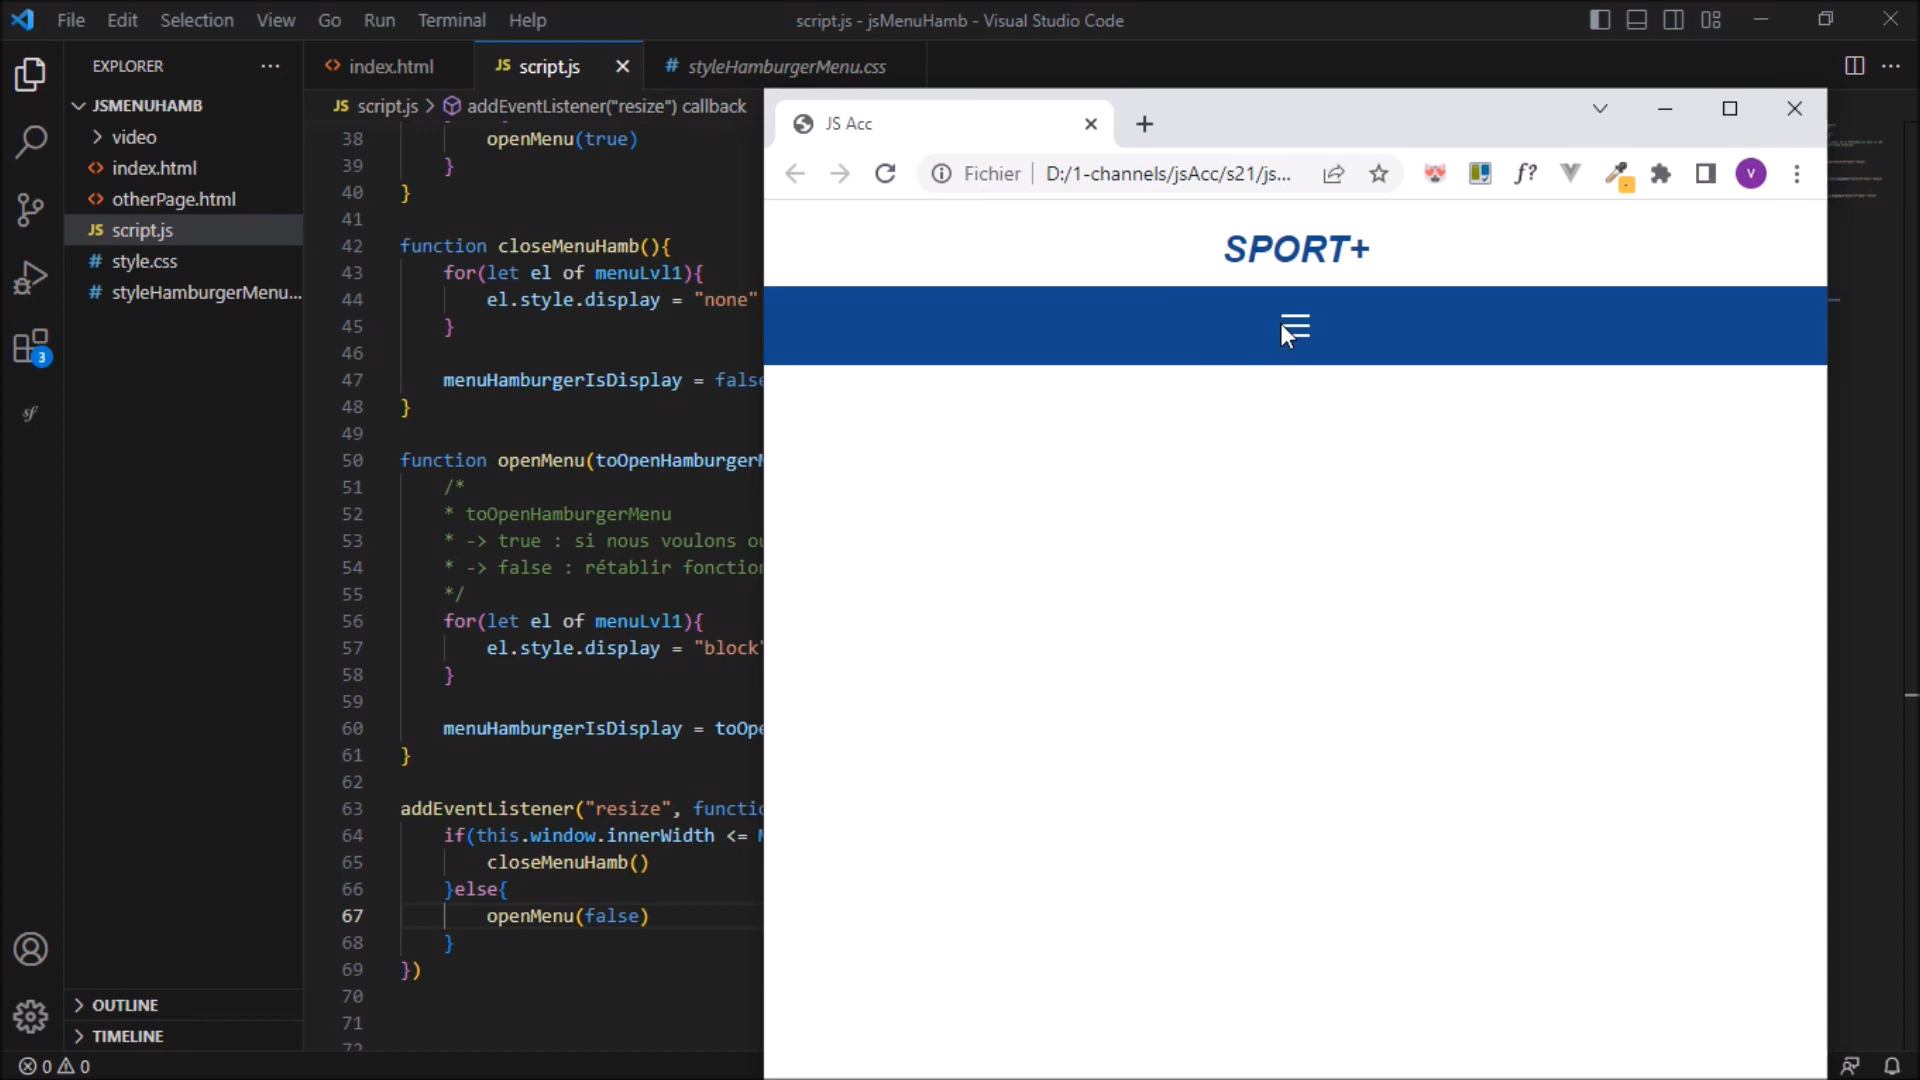 File Edit Selection View Go Run Terminal Help
script.js - jsMenuHamb - Visual Studio Code
EXPLORER
JSMENUHAMB
video
index.html
otherPage.html
JS script.js
# style.css
# styleHamburgerMenu...
3
OUTLINE
TIMELINE
0 0
index.html
JS script.js
# styleHamburgerMenu.css
JS script.js > addEventListener("resize") callback
38 openMenu(true)
39 }
40 }
41
42 function closeMenuHamb(){
43 for(let el of menuLvl1){
44 el.style.display = "none"
45 }
46
47 menuHamburgerIsDisplay = false
48 }
49
50 function openMenu(toOpenHamburger
51 /*
52 * toOpenHamburgerMenu
53 * -> true : si nous voulons
54 * -> false : rétablir
55 */
56 for(let el of menuLvl1){
57 el.style.display = "block"
58 }
59
60 menuHamburgerIsDisplay = toOpe
61 }
62
63 addEventListener("resize", functio
64 if(this.window.innerWidth <=
65 closeMenuHamb()
66 }else{
67 openMenu(false)
68 }
69 })
70
71
72
JS Acc
Fichier D:/1-channels/jsAcc/s21/js...
f?
V
SPORT+